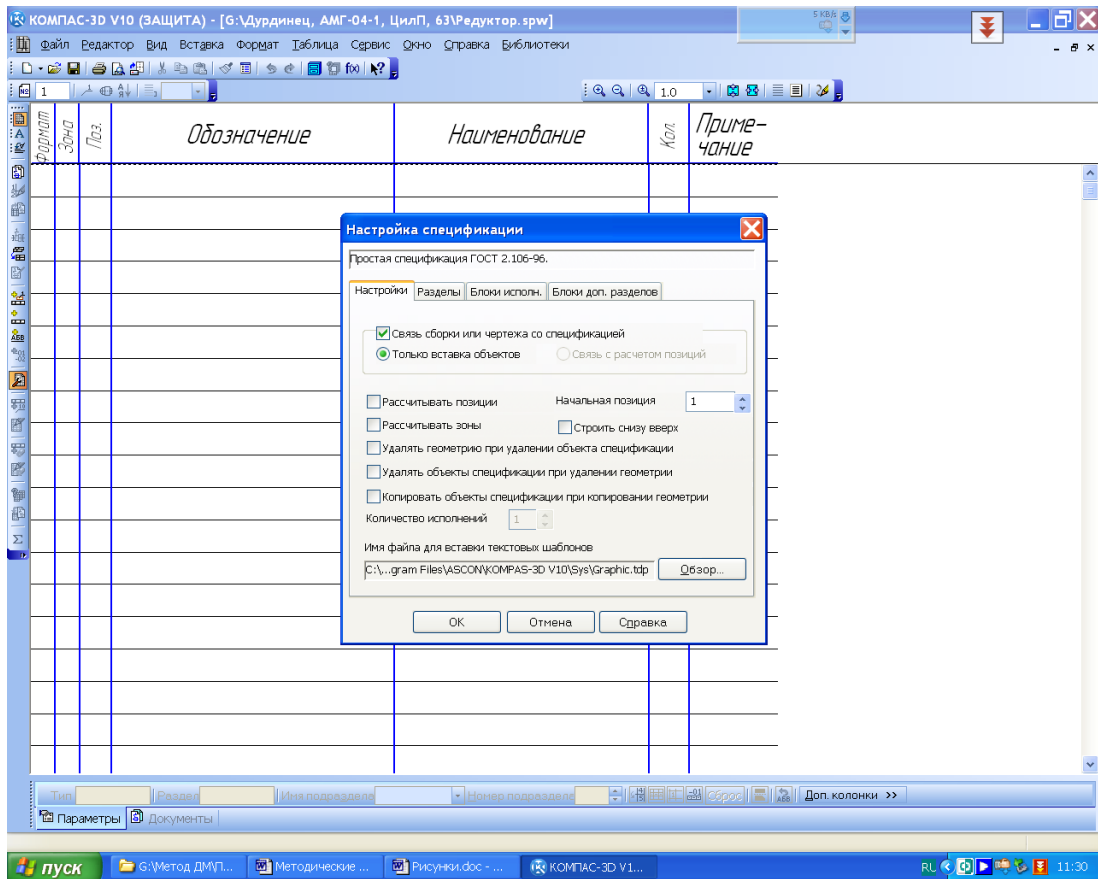 КОМПАС-3D V10 (ЗАЩИТА) - [G:\Дурдинец, АМГ-04-1, ЦилП, 63\Редуктор.spw]
5 КВ/s
Файл Редактор Вид Вставка Формат Таблица Сервис Окно Справка Библиотеки
1 1.0
Формат Зона Поз. Обозначение Наименование Кол. Приме-
чание
Настройка спецификации
Простая спецификация ГОСТ 2.106-96.
Настройки Разделы Блоки исполн. Блоки доп. разделов
Связь сборки или чертежа со спецификацией
Только вставка объектов Связь с расчетом позиций
Рассчитывать позиции Начальная позиция 1
Рассчитывать зоны Строить снизу вверх
Удалять геометрию при удалении объекта спецификации
Удалять объекты спецификации при удалении геометрии
Копировать объекты спецификации при копировании геометрии
Количество исполнений 1
Имя файла для вставки текстовых шаблонов
C:\...gram Files\ASCON\KOMPAS-3D V10\Sys\Graphic.tdp Обзор...
ОК Отмена Справка
Тип Раздел Имя подраздела Номер подраздела Сброс Доп. колонки >>
Параметры Документы
пуск G:\Метод ДМ\П... Методические ... Рисунки.doc - ... КОМПАС-3D V1... RL 11:30